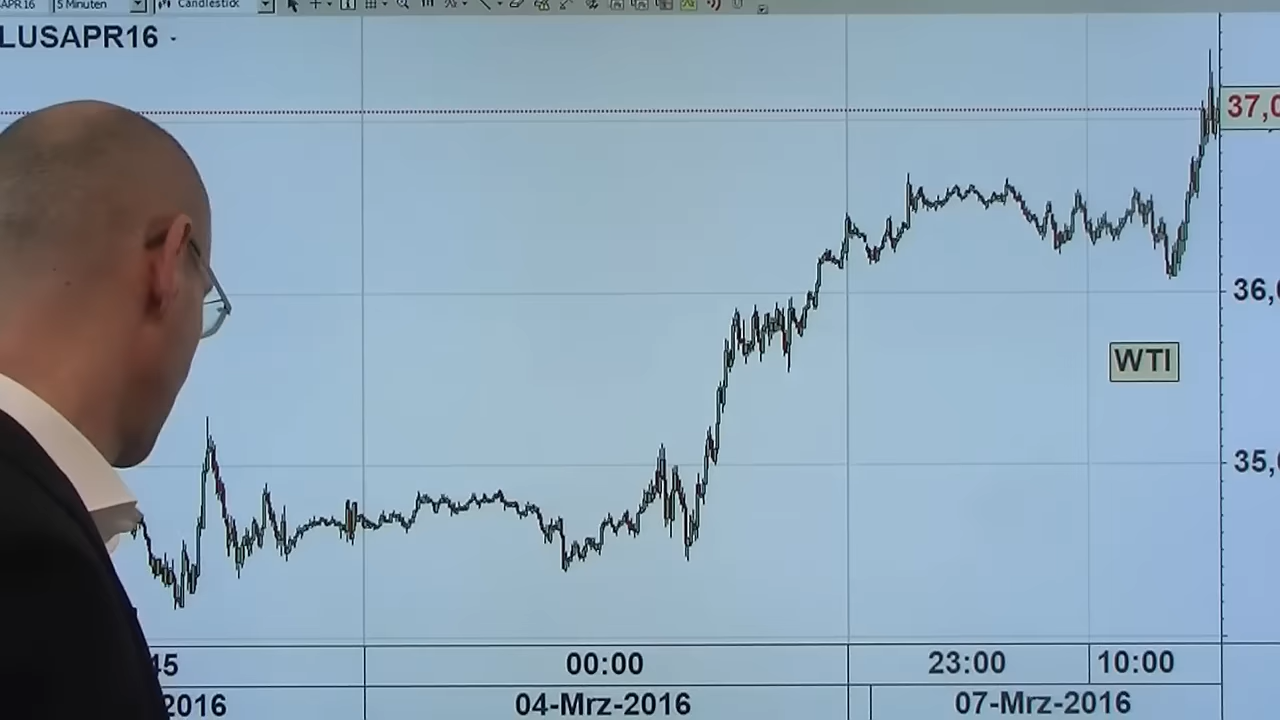 APR16 5 Minuten Candlestick
LUSAPR16 -
37,0
36,0
WTI
35,0
45 00:00 23:00 10:00
2016 04-Mrz-2016 07-Mrz-2016